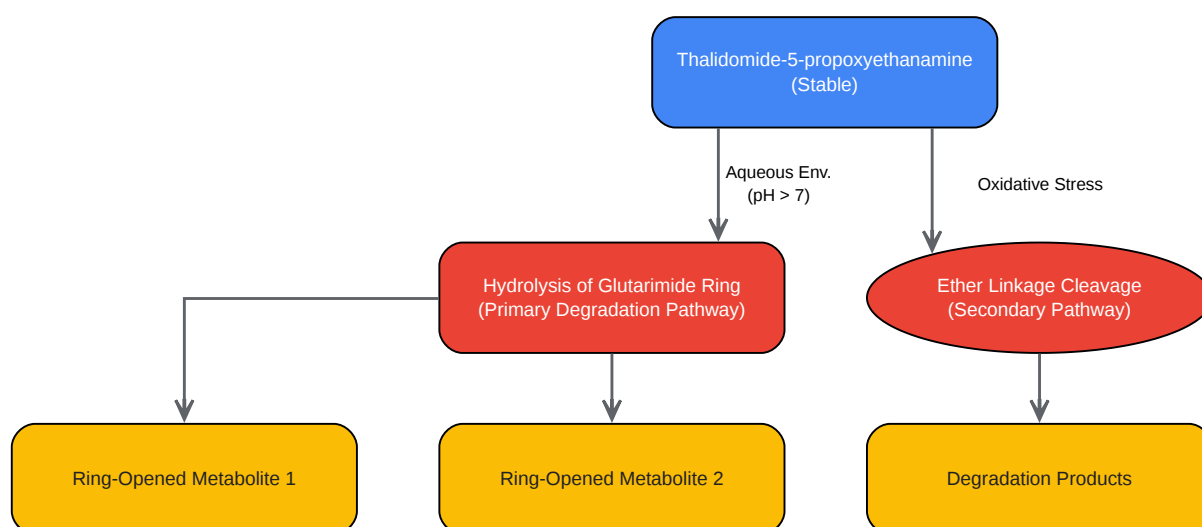 Thalidomide-5-propoxyethanamine
(Stable)
Aqueous Env.
(pH > 7)
Oxidative Stress
Hydrolysis of Glutarimide Ring
(Primary Degradation Pathway)
Ether Linkage Cleavage
(Secondary Pathway)
Ring-Opened Metabolite 1
Ring-Opened Metabolite 2
Degradation Products